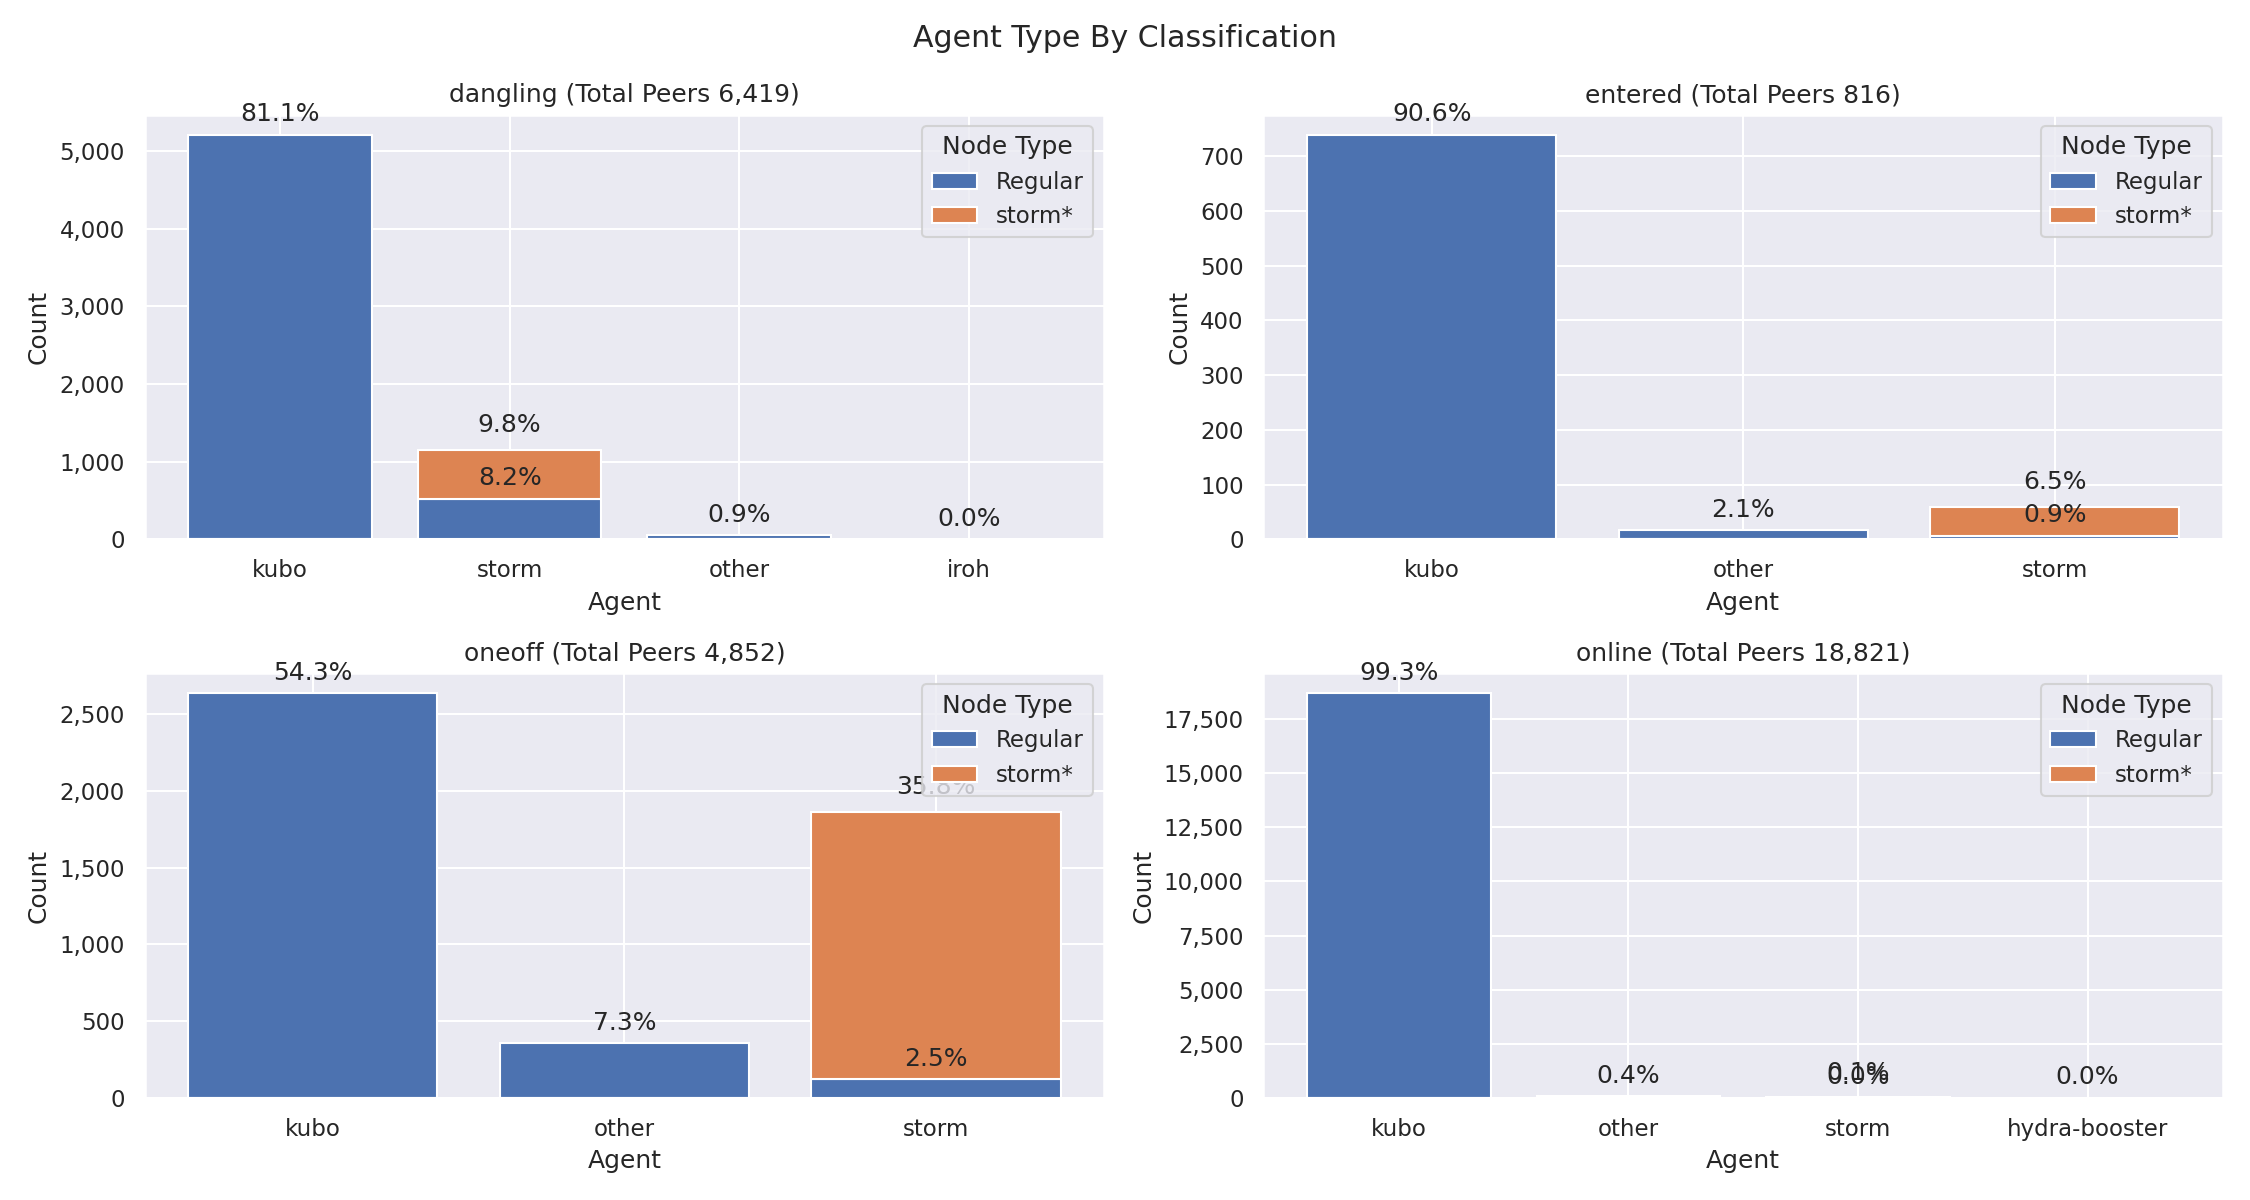 Agent Type By Classification
dangling (Total Peers 6,419)
81.1%
5,000
4,000
3,000
2,000
1,000
0
Count
9.8%
8.2%
0.9%
0.0%
Node Type
Regular
storm*
kubo
storm
other
iroh
Agent
entered (Total Peers 816)
90.6%
700
600
500
400
300
200
100
0
Count
2.1%
6.5%
0.9%
Node Type
Regular
storm*
kubo
other
storm
Agent
oneoff (Total Peers 4,852)
54.3%
2,500
2,000
1,500
1,000
500
0
Count
7.3%
35.8%
2.5%
Node Type
Regular
storm*
kubo
other
storm
Agent
online (Total Peers 18,821)
99.3%
17,500
15,000
12,500
10,000
7,500
5,000
2,500
0
Count
0.4%
0.1%
0.0%
0.0%
Node Type
Regular
storm*
kubo
other
storm
hydra-booster
Agent